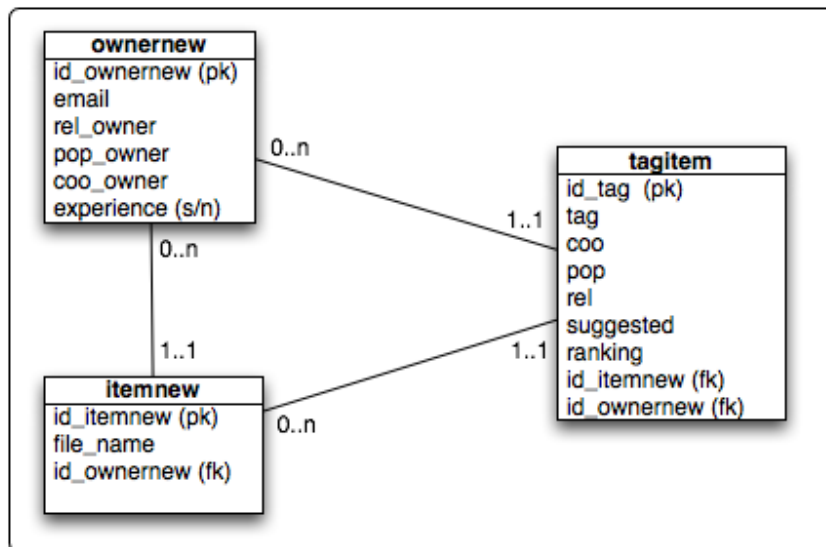 ownernew
id_ownernew (pk)
email
rel_owner
pop_owner
coo_owner
experience (s/n)
0..n
1..1
tagitem
id_tag (pk)
tag
coo
pop
rel
suggested
ranking
id_itemnew (fk)
id_ownernew (fk)
0..n
1..1
itemnew
id_itemnew (pk)
file_name
id_ownernew (fk)
1..1
0..n